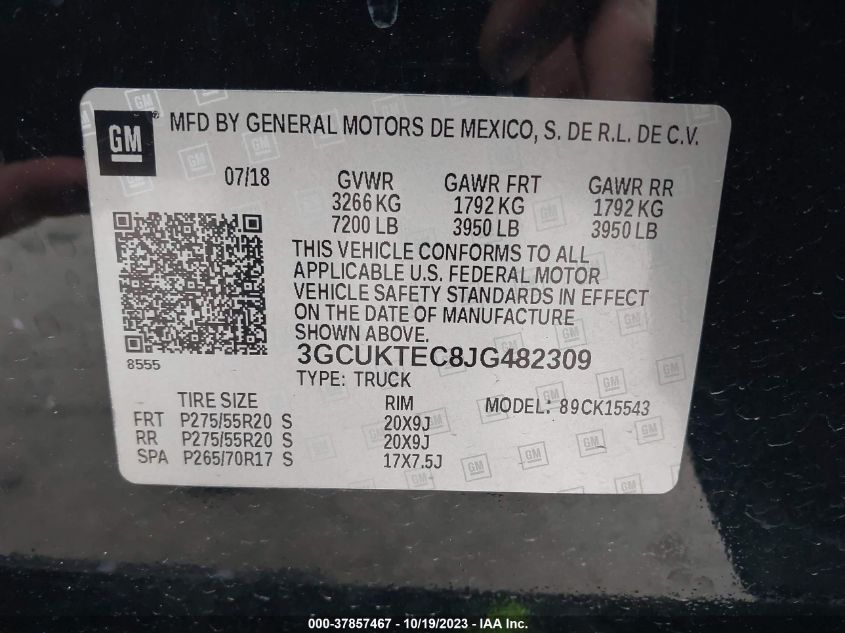 GM ® MFD BY GENERAL MOTORS DE MEXICO, S. DE R.L. DE C.V.
07/18 GVWR GAWR FRT GAWR RR
3266 KG 1792 KG 1792 KG
7200 LB 3950 LB 3950 LB
THIS VEHICLE CONFORMS TO ALL
APPLICABLE U.S. FEDERAL MOTOR
VEHICLE SAFETY STANDARDS IN EFFECT
ON THE DATE OF MANUFACTURE
SHOWN ABOVE.
8555 3GCUKTEC8JG482309
TYPE: TRUCK
TIRE SIZE RIM MODEL: 89CK15543
FRT P275/55R20 S 20X9J
RR P275/55R20 S 20X9J
SPA P265/70R17 S 17X7.5J
000-37857467 - 10/19/2023 - IAA Inc.